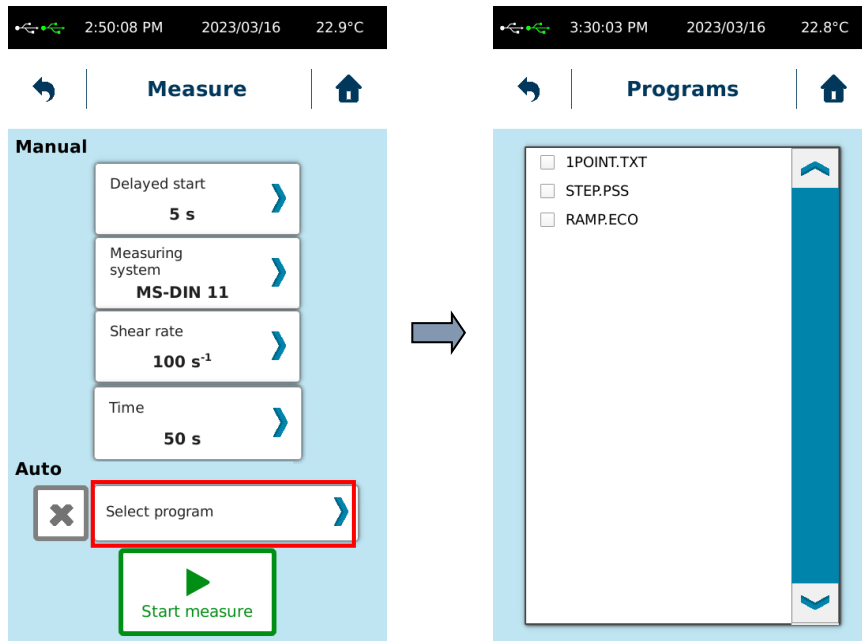 2:50:08 PM 2023/03/16 22.9°C
Measure
Manual
Delayed start
5 s
Measuring
system
MS-DIN 11
Shear rate
100 s⁻¹
Time
50 s
Auto
Select program
Start measure
3:30:03 PM 2023/03/16 22.8°C
Programs
1POINT.TXT
STEP.PSS
RAMP.ECO